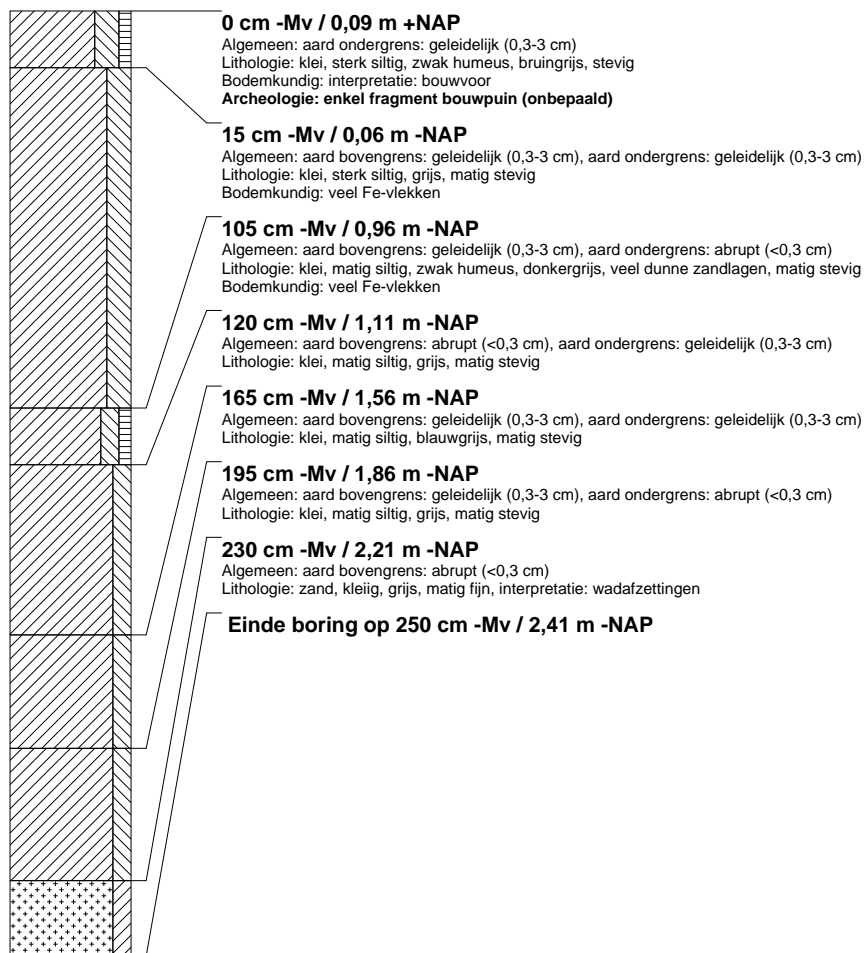 0 cm -Mv / 0,09 m +NAP
Algemeen: aard ondergrens: geleidelijk (0,3-3 cm)
Lithologie: klei, sterk siltig, zwak humeus, bruingrijs, stevig
Bodemkundig: interpretatie: bouwvoor
Archeologie: enkel fragment bouwpuin (onbepaald)
15 cm -Mv / 0,06 m -NAP
Algemeen: aard bovengrens: geleidelijk (0,3-3 cm), aard ondergrens: geleidelijk (0,3-3 cm)
Lithologie: klei, sterk siltig, grijs, matig stevig
Bodemkundig: veel Fe-vlekken
105 cm -Mv / 0,96 m -NAP
Algemeen: aard bovengrens: geleidelijk (0,3-3 cm), aard ondergrens: abrupt (<0,3 cm)
Lithologie: klei, matig siltig, zwak humeus, donkergrijs, veel dunne zandlagen, matig stevig
Bodemkundig: veel Fe-vlekken
120 cm -Mv / 1,11 m -NAP
Algemeen: aard bovengrens: abrupt (<0,3 cm), aard ondergrens: geleidelijk (0,3-3 cm)
Lithologie: klei, matig siltig, grijs, matig stevig
165 cm -Mv / 1,56 m -NAP
Algemeen: aard bovengrens: geleidelijk (0,3-3 cm), aard ondergrens: geleidelijk (0,3-3 cm)
Lithologie: klei, matig siltig, blauwgrijs, matig stevig
195 cm -Mv / 1,86 m -NAP
Algemeen: aard bovengrens: geleidelijk (0,3-3 cm), aard ondergrens: abrupt (<0,3 cm)
Lithologie: klei, matig siltig, grijs, matig stevig
230 cm -Mv / 2,21 m -NAP
Algemeen: aard bovengrens: abrupt (<0,3 cm)
Lithologie: zand, kleiig, grijs, matig fijn, interpretatie: wadafzettingen
Einde boring op 250 cm -Mv / 2,41 m -NAP